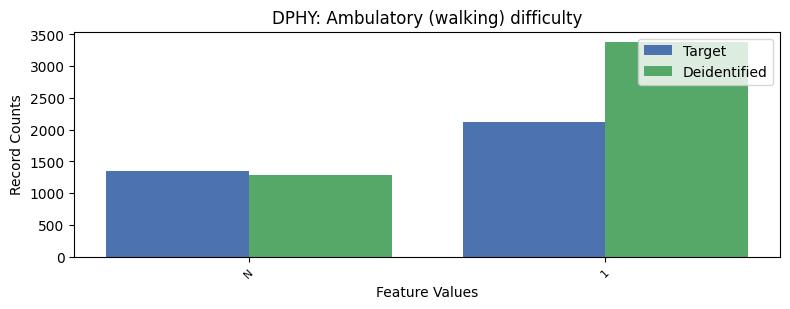 DPHY: Ambulatory (walking) difficulty
3500
3000
2500
2000
1500
1000
500
0
Record Counts
Target
Deidentified
N
1
Feature Values